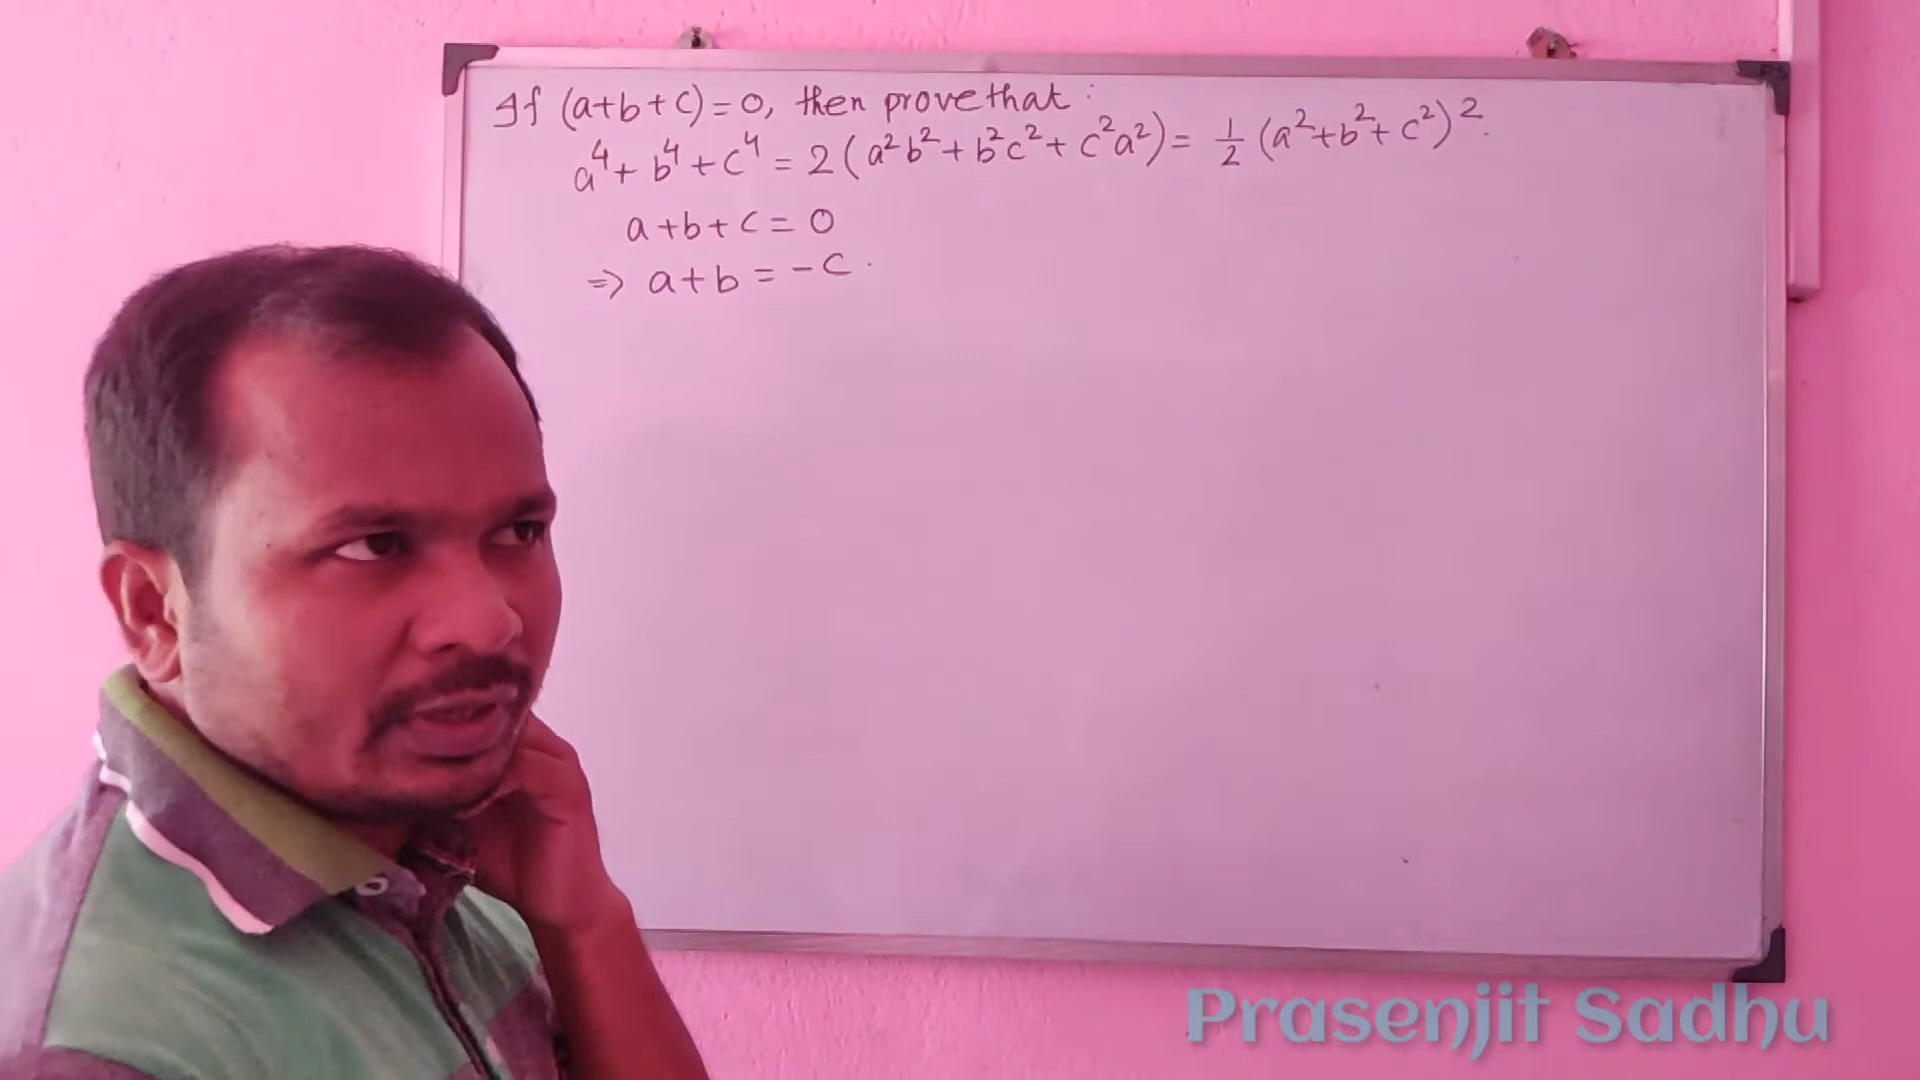 If (a+b+c)=0, then prove that :
a⁴+ b⁴+c⁴ = 2(a²b²+b²c²+ c²a²)= 1/2 (a²+b²+c²)².
a+b+c=0
⇒ a+b=-c.
Prasenjit Sadhu